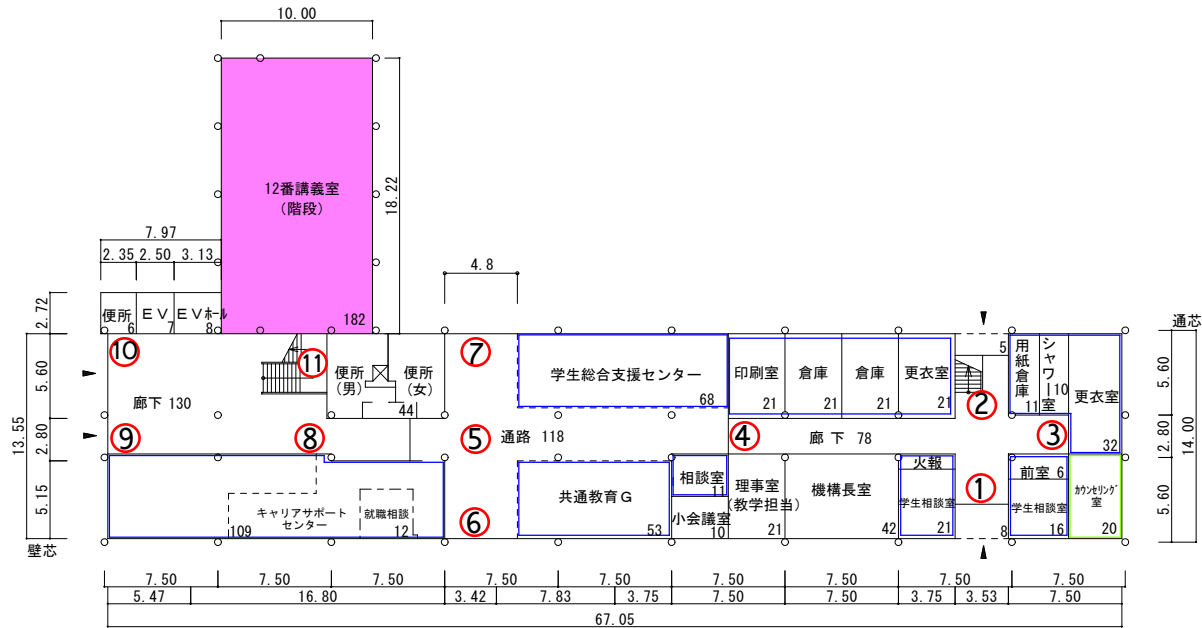 10.00
12番講義室
(階段)
182
18.22
7.97
2.35 2.50 3.13
4.8
2.72
便所
6
EV
7
EVホール
8
通芯
⑩
⑪
⑦
便所
(男)
便所
(女)
44
学生総合支援センター
68
印刷室
21
倉庫
21
倉庫
21
更衣室
21
5
②
用紙倉庫
11
シャワー室
10
更衣室
32
5.60
5.60
13.55
14.00
廊下 130
2.80
⑨
⑧
⑤
通路 118
④
廊下 78
③
2.80
5.15
キャリアサポート
センター
109
就職相談
12
⑥
共通教育G
53
相談室
11
小会議室
10
理事室
(教学担当)
21
機構長室
42
火報
学生相談室
21
①
8
前室 6
学生相談室
16
カウンセリング
室
20
5.60
壁芯
7.50 7.50 7.50 7.50 7.50 7.50 7.50 7.50 7.50
5.47 16.80 3.42 7.83 3.75 7.50 7.50 3.75 3.53 7.50
67.05